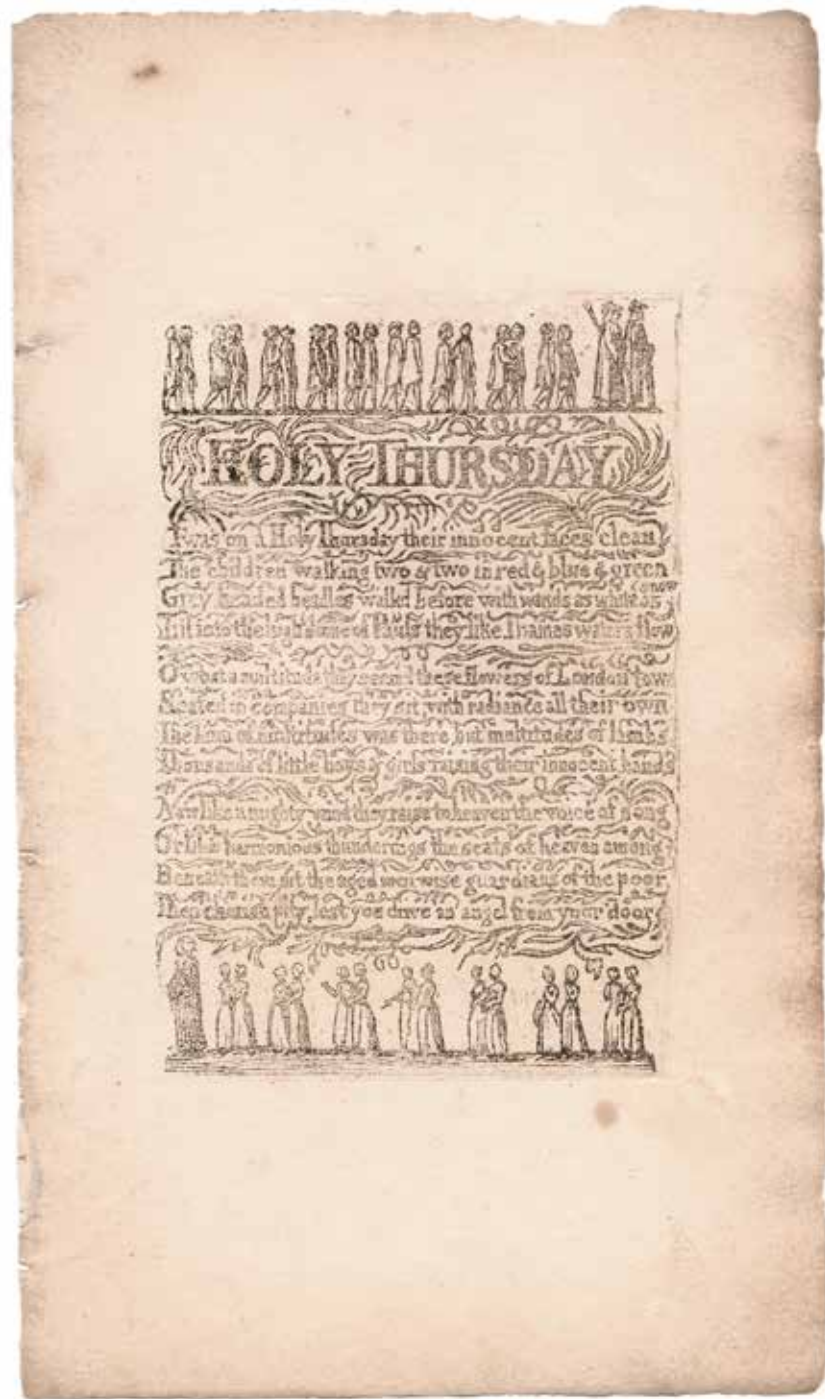 HOLY THURSDAY
Twas on a Holy Thursday their innocent faces clean
The children walking two & two in red & blue & green
Grey headed beadles walkd before with wands as white as snow
Till into the high dome of Pauls they like Thames waters flow
O what a multitude they seemd these flowers of London town
Seated in companies they sit with radiance all their own
The hum of multitudes was there but multitudes of lambs
Thousands of little boys & girls raising their innocent hands
Now like a mighty wind they raise to heaven the voice of song
Or like harmonious thunderings the seats of heaven among
Beneath them sit the aged men wise guardians of the poor
Then cherish pity, lest you drive an angel from your door